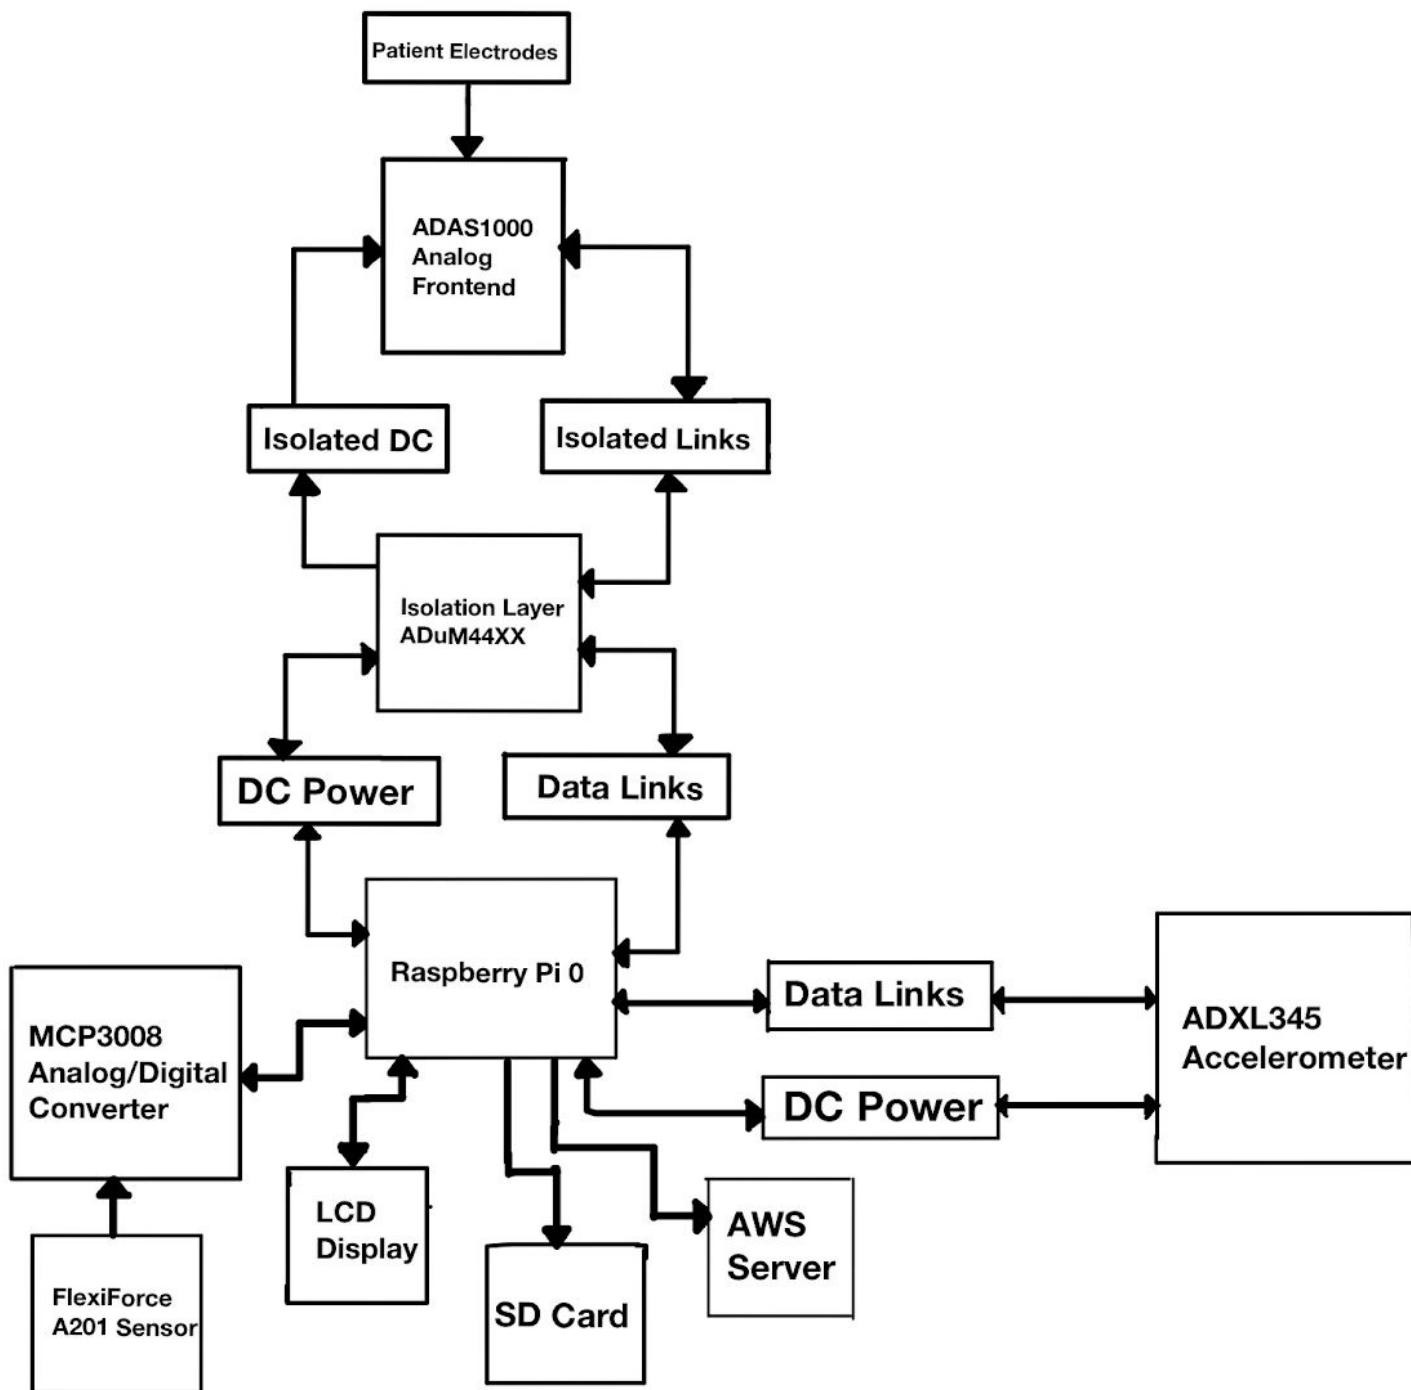 Patient Electrodes
ADAS1000
Analog
Frontend
Isolated DC
Isolated Links
Isolation Layer
ADuM44XX
DC Power
Data Links
Raspberry Pi 0
Data Links
ADXL345
Accelerometer
MCP3008
Analog/Digital
Converter
DC Power
LCD
Display
AWS
Server
SD Card
FlexiForce
A201 Sensor